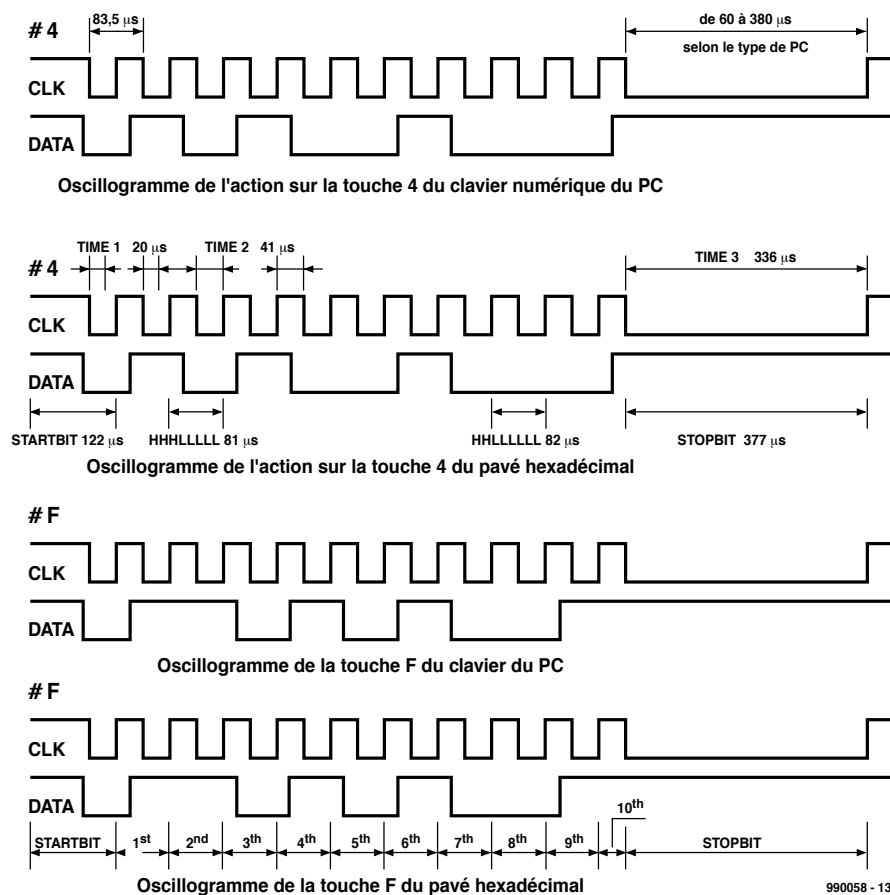 # 4
83,5 µs
de 60 à 380 µs
selon le type de PC
CLK
DATA
Oscillogramme de l'action sur la touche 4 du clavier numérique du PC
# 4
TIME 1 20 µs TIME 2 41 µs
TIME 3 336 µs
CLK
DATA
STARTBIT 122 µs HHHLLLLL 81 µs HHLLLLLL 82 µs STOPBIT 377 µs
Oscillogramme de l'action sur la touche 4 du pavé hexadécimal
# F
CLK
DATA
Oscillogramme de la touche F du clavier du PC
# F
CLK
DATA
10th
STARTBIT 1st 2nd 3th 4th 5th 6th 7th 8th 9th STOPBIT
Oscillogramme de la touche F du pavé hexadécimal
990058 - 13